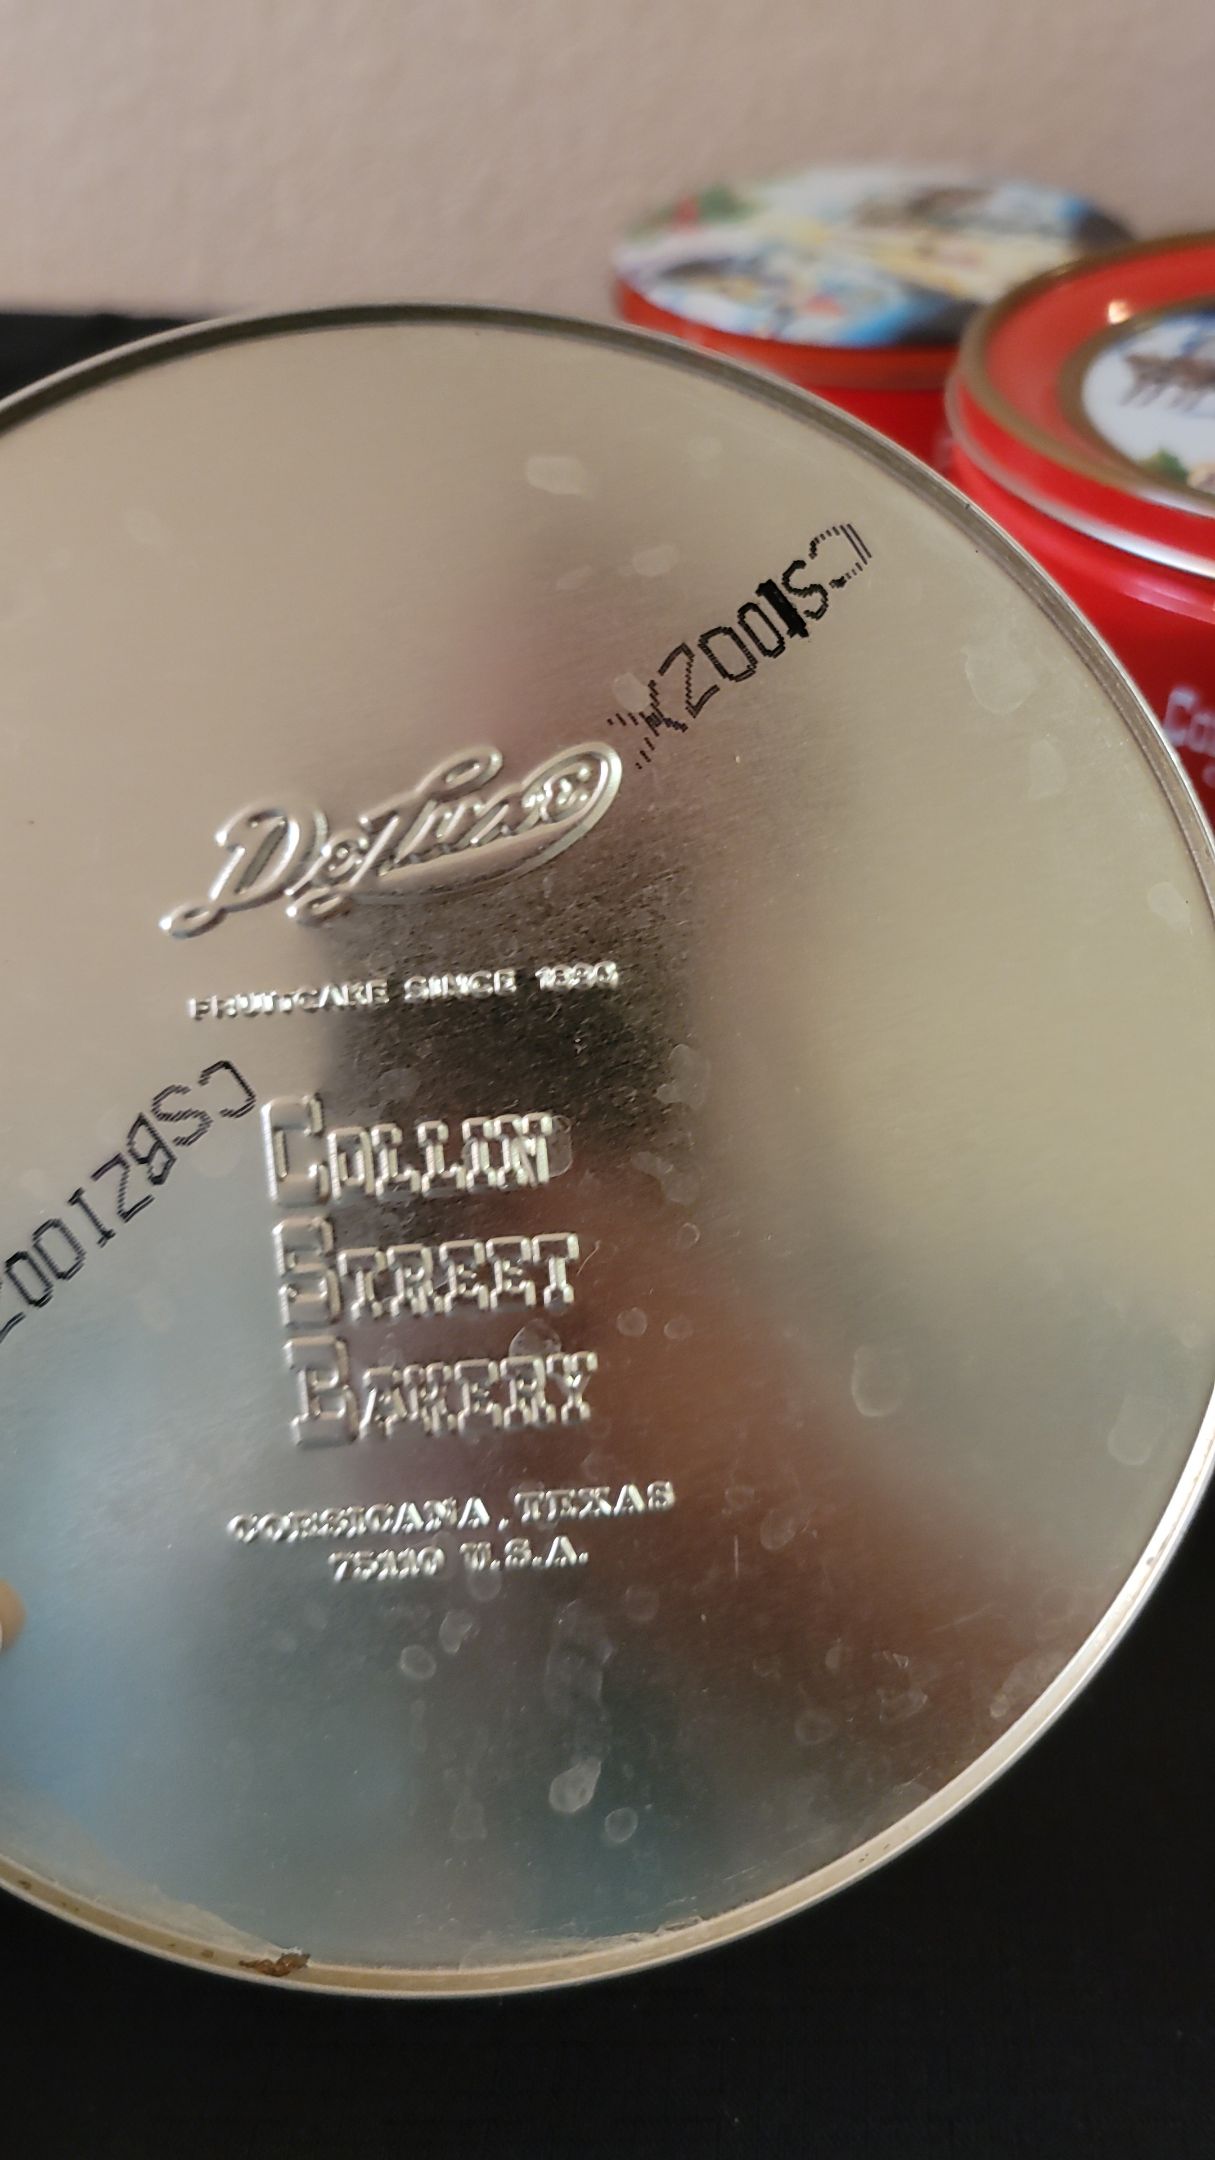 DeLuxe
FRUITCAKE SINCE 1896
COLLIN
STREET
BAKERY
CORSICANA, TEXAS
75110 U.S.A.